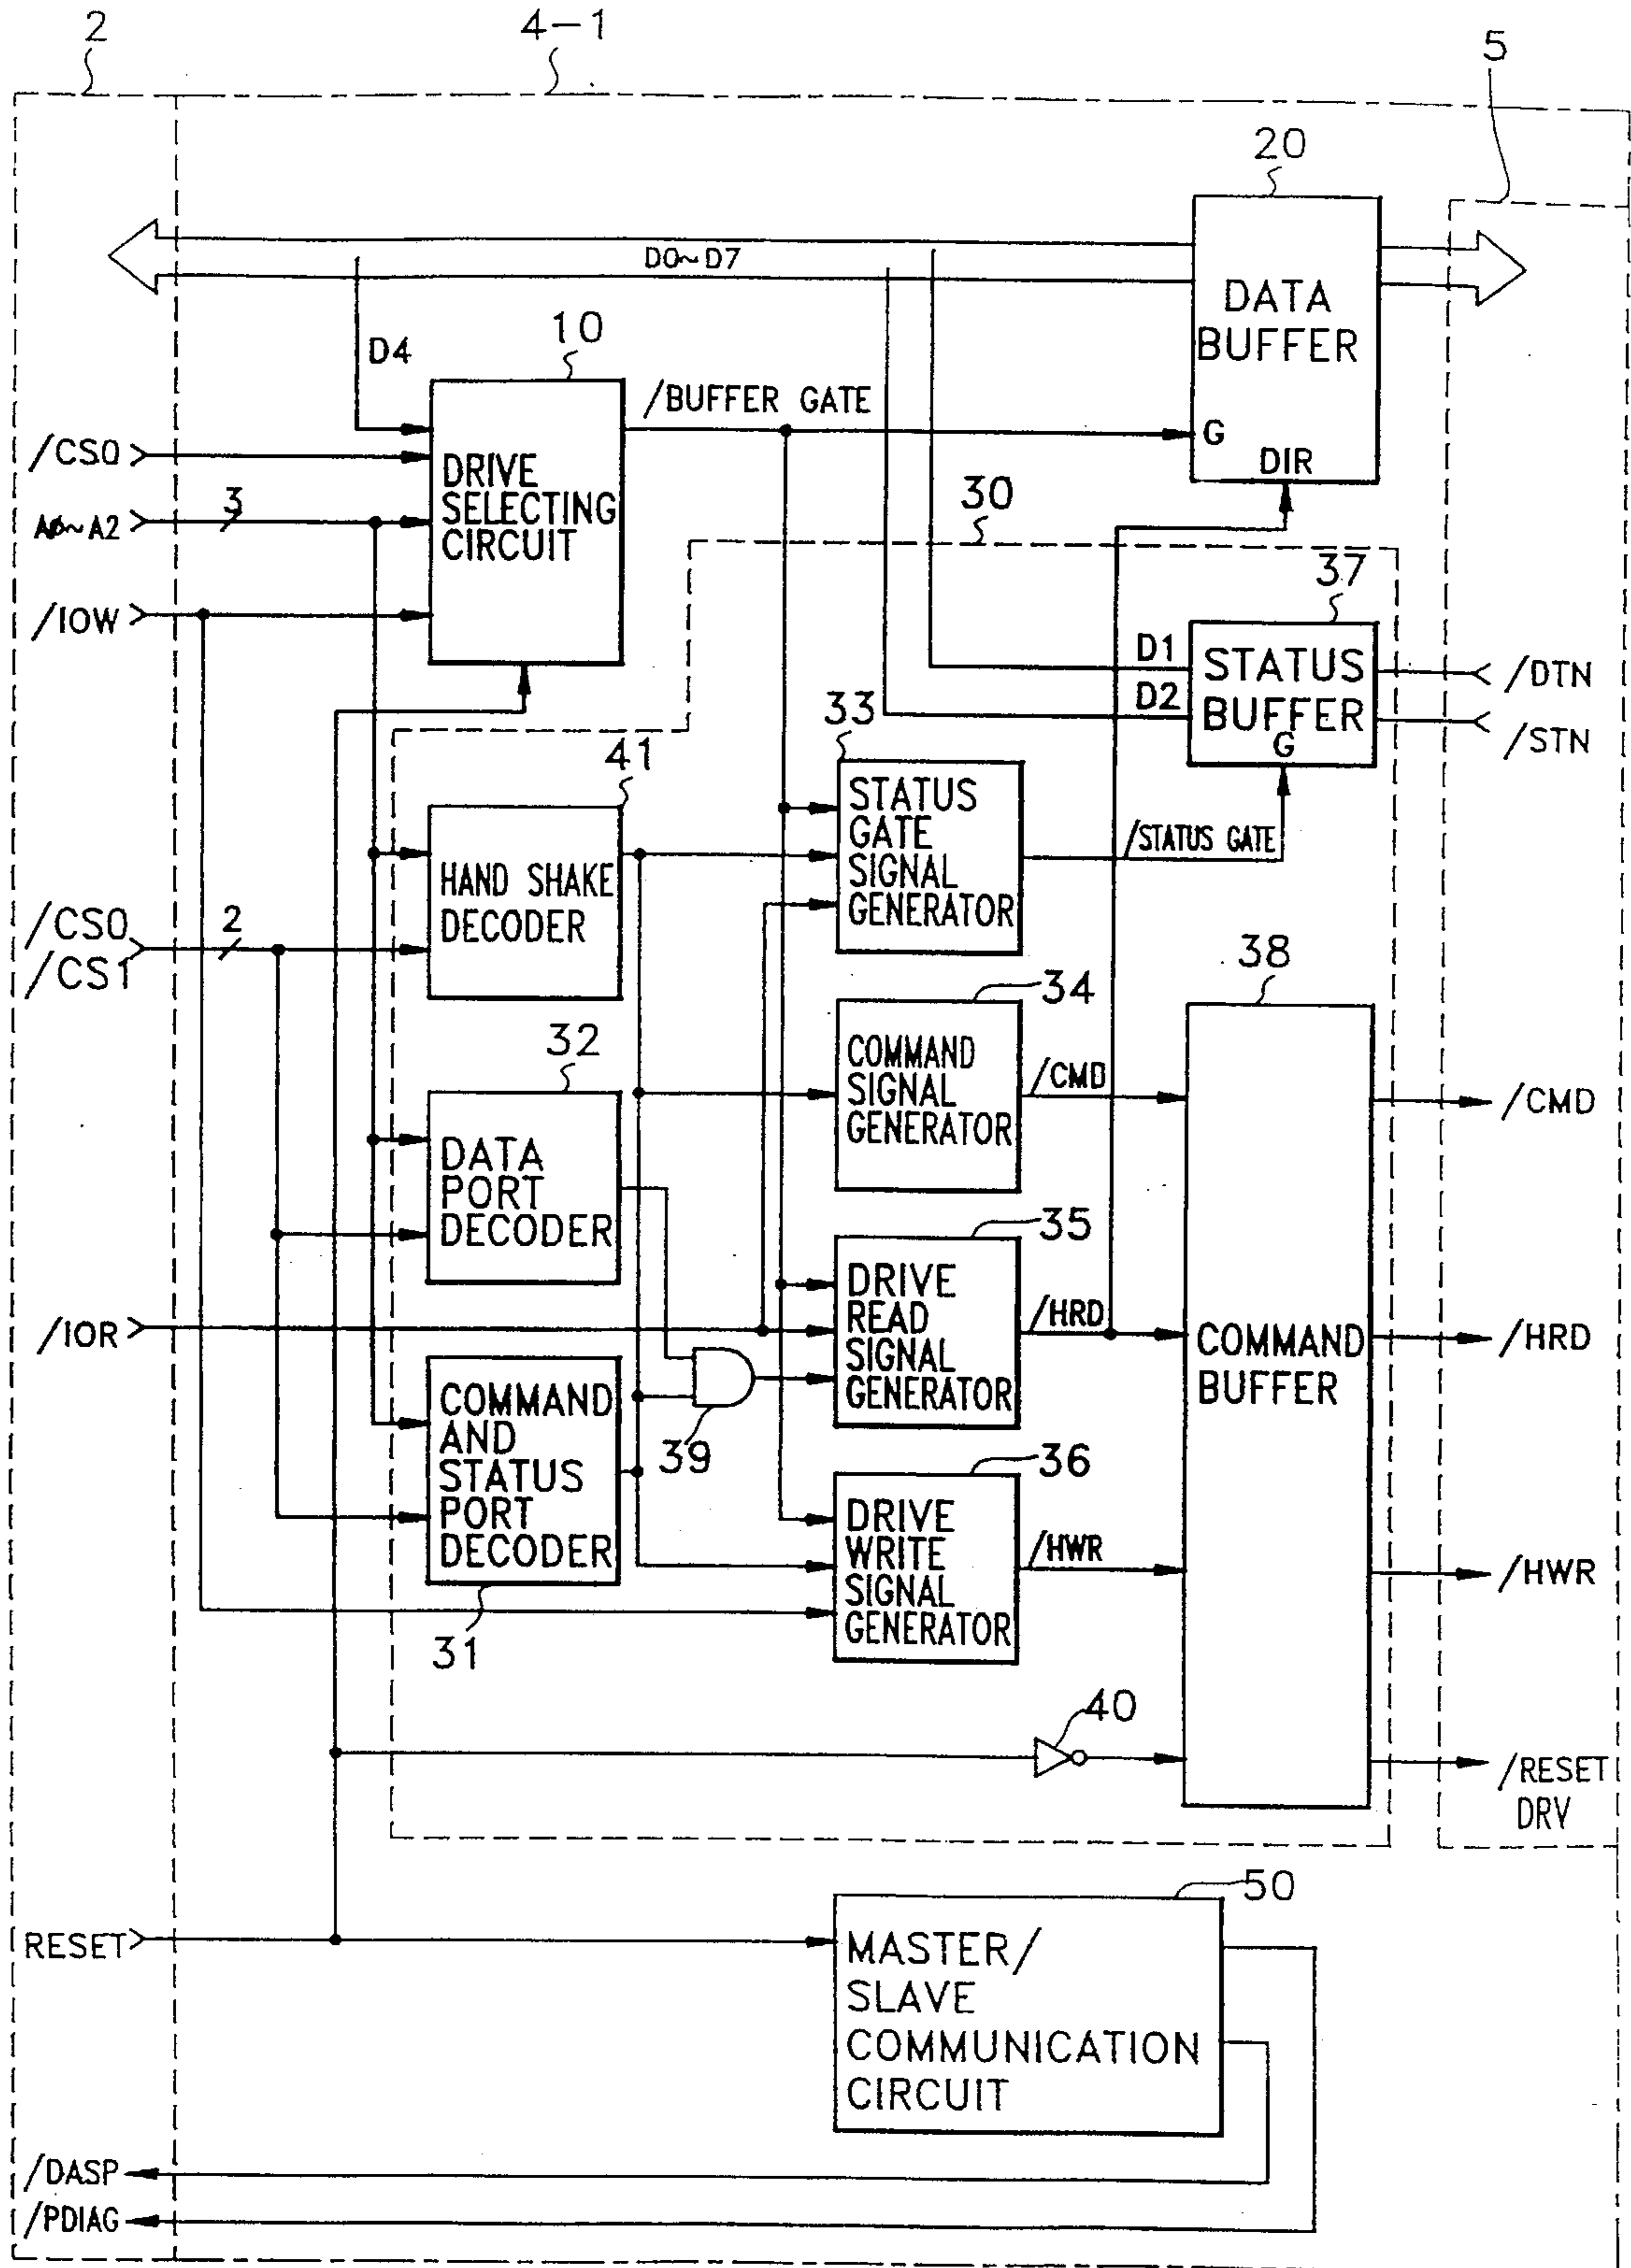 2
4-1
5
20
D0~D7
DATA
BUFFER
G
DIR
D4
10
/BUFFER GATE
/CS0
DRIVE
SELECTING
CIRCUIT
3
A0~A2
/IOW
30
37
D1
D2
STATUS
BUFFER
G
/DTN
/STN
33
STATUS
GATE
SIGNAL
GENERATOR
/STATUS GATE
41
HAND SHAKE
DECODER
/CS0
/CS1
2
34
COMMAND
SIGNAL
GENERATOR
/CMD
38
COMMAND
BUFFER
/CMD
32
DATA
PORT
DECODER
35
DRIVE
READ
SIGNAL
GENERATOR
/HRD
/HRD
/IOR
39
COMMAND
AND
STATUS
PORT
DECODER
31
36
DRIVE
WRITE
SIGNAL
GENERATOR
/HWR
/HWR
40
/RESET
DRV
RESET
50
MASTER/
SLAVE
COMMUNICATION
CIRCUIT
/DASP
/PDIAG